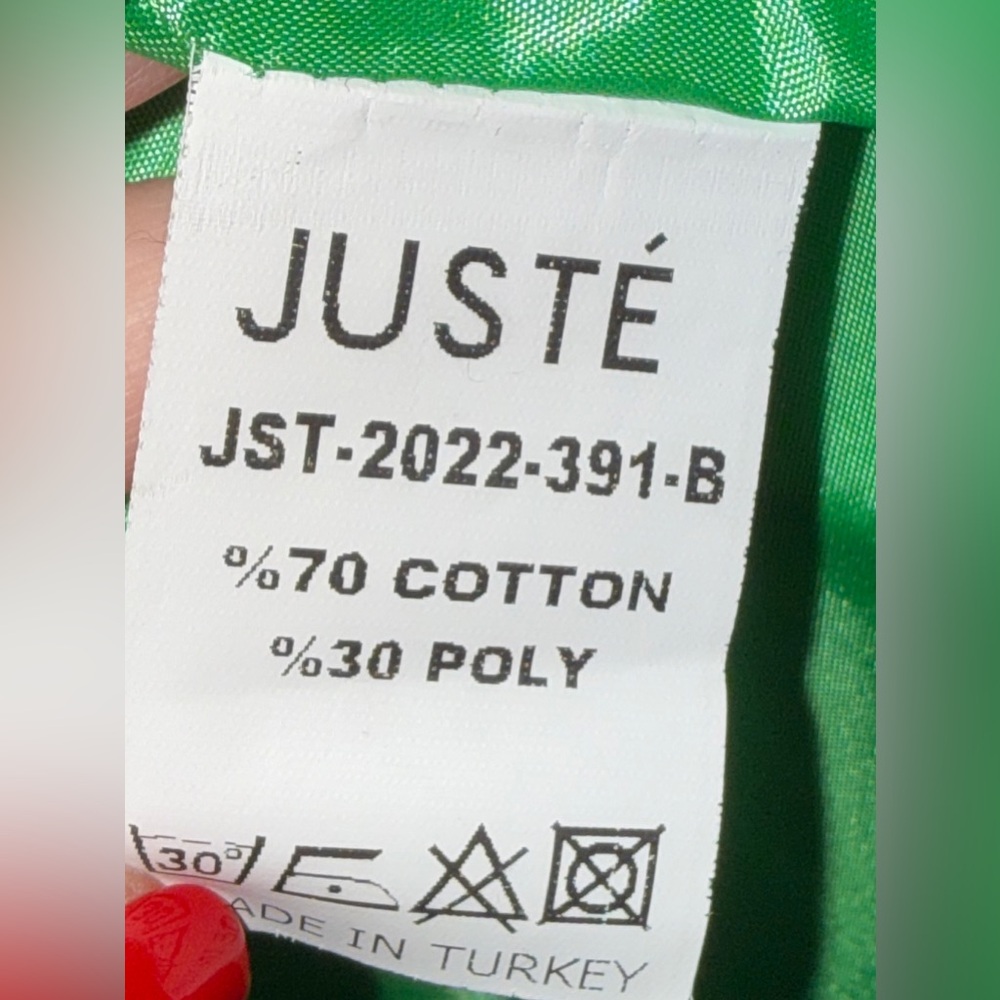 JUSTÉ
JST-2022-391-B
%70 COTTON
%30 POLY
30°
ADE IN TURKEY